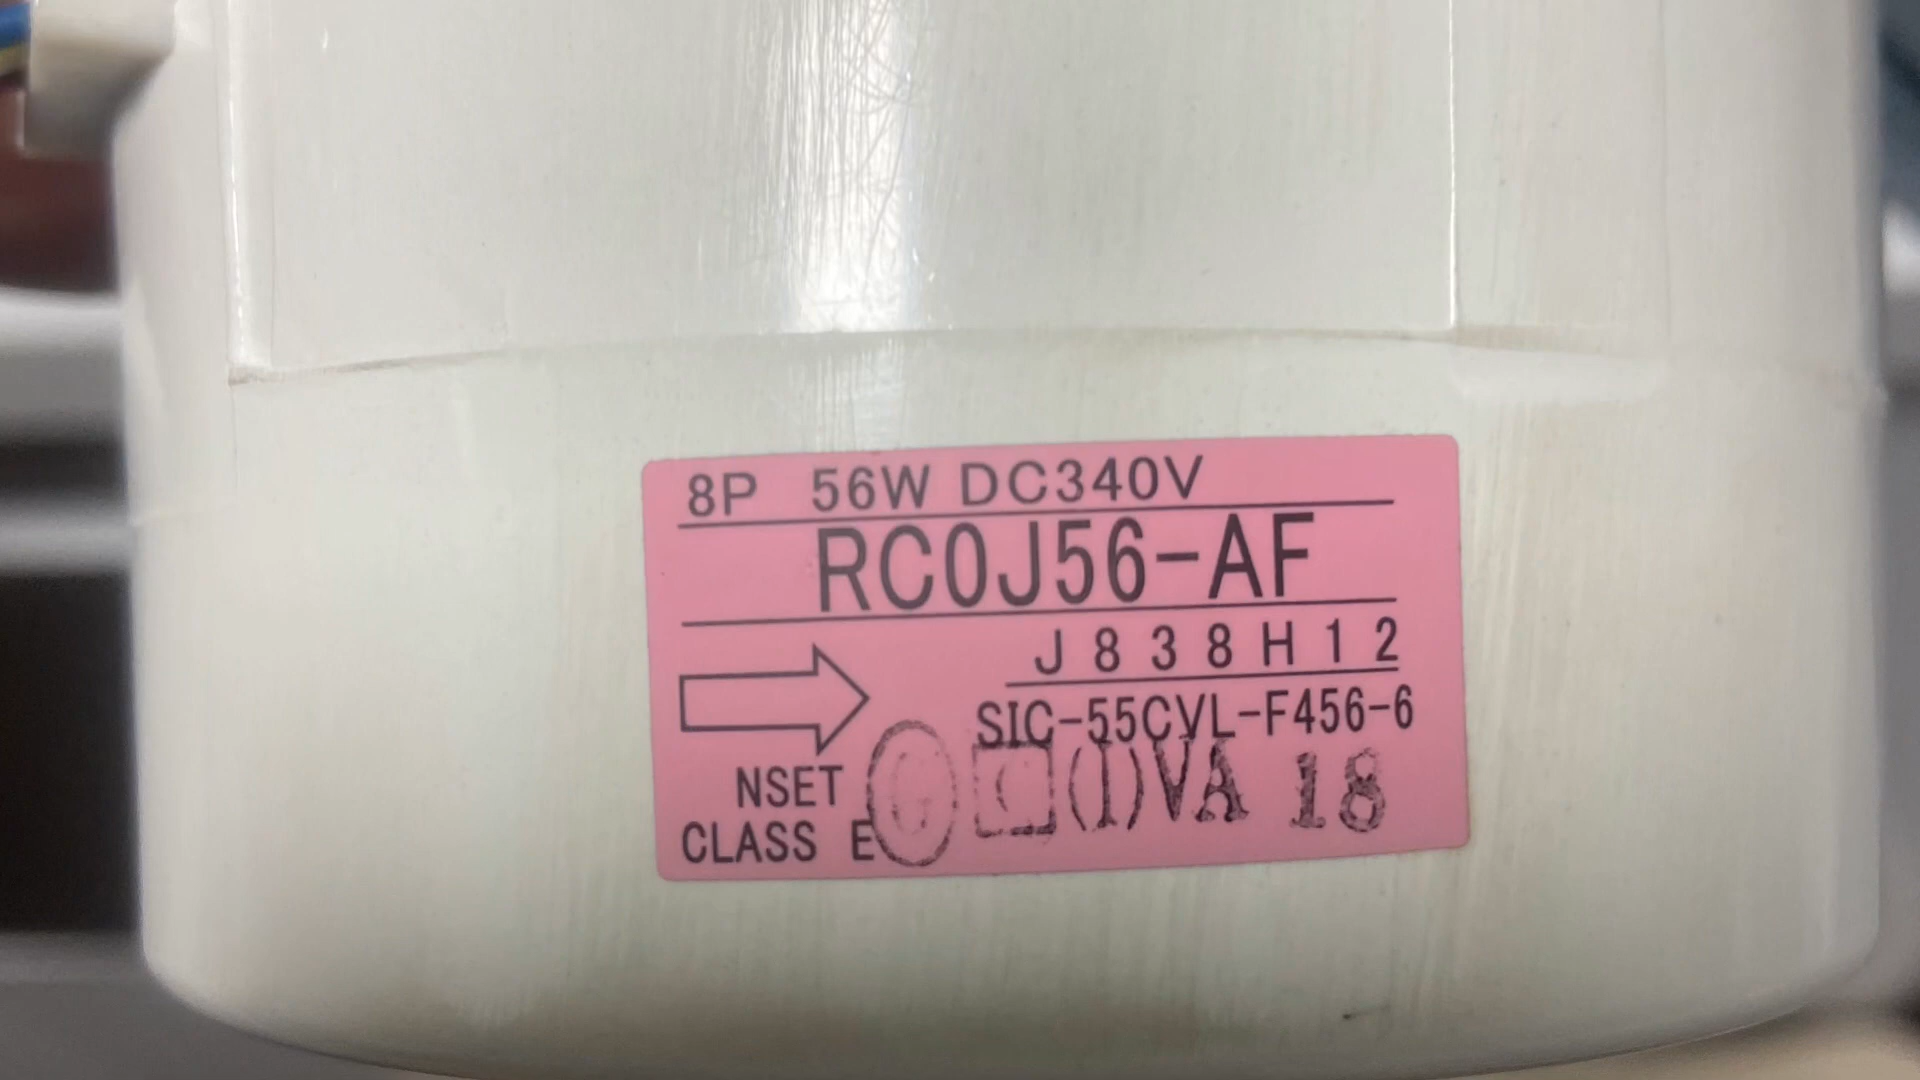 8P 56W DC340V
RC0J56-AF
J838H12
SIC-55CVL-F456-6
NSET
CLASS E
G C (I)VA 18